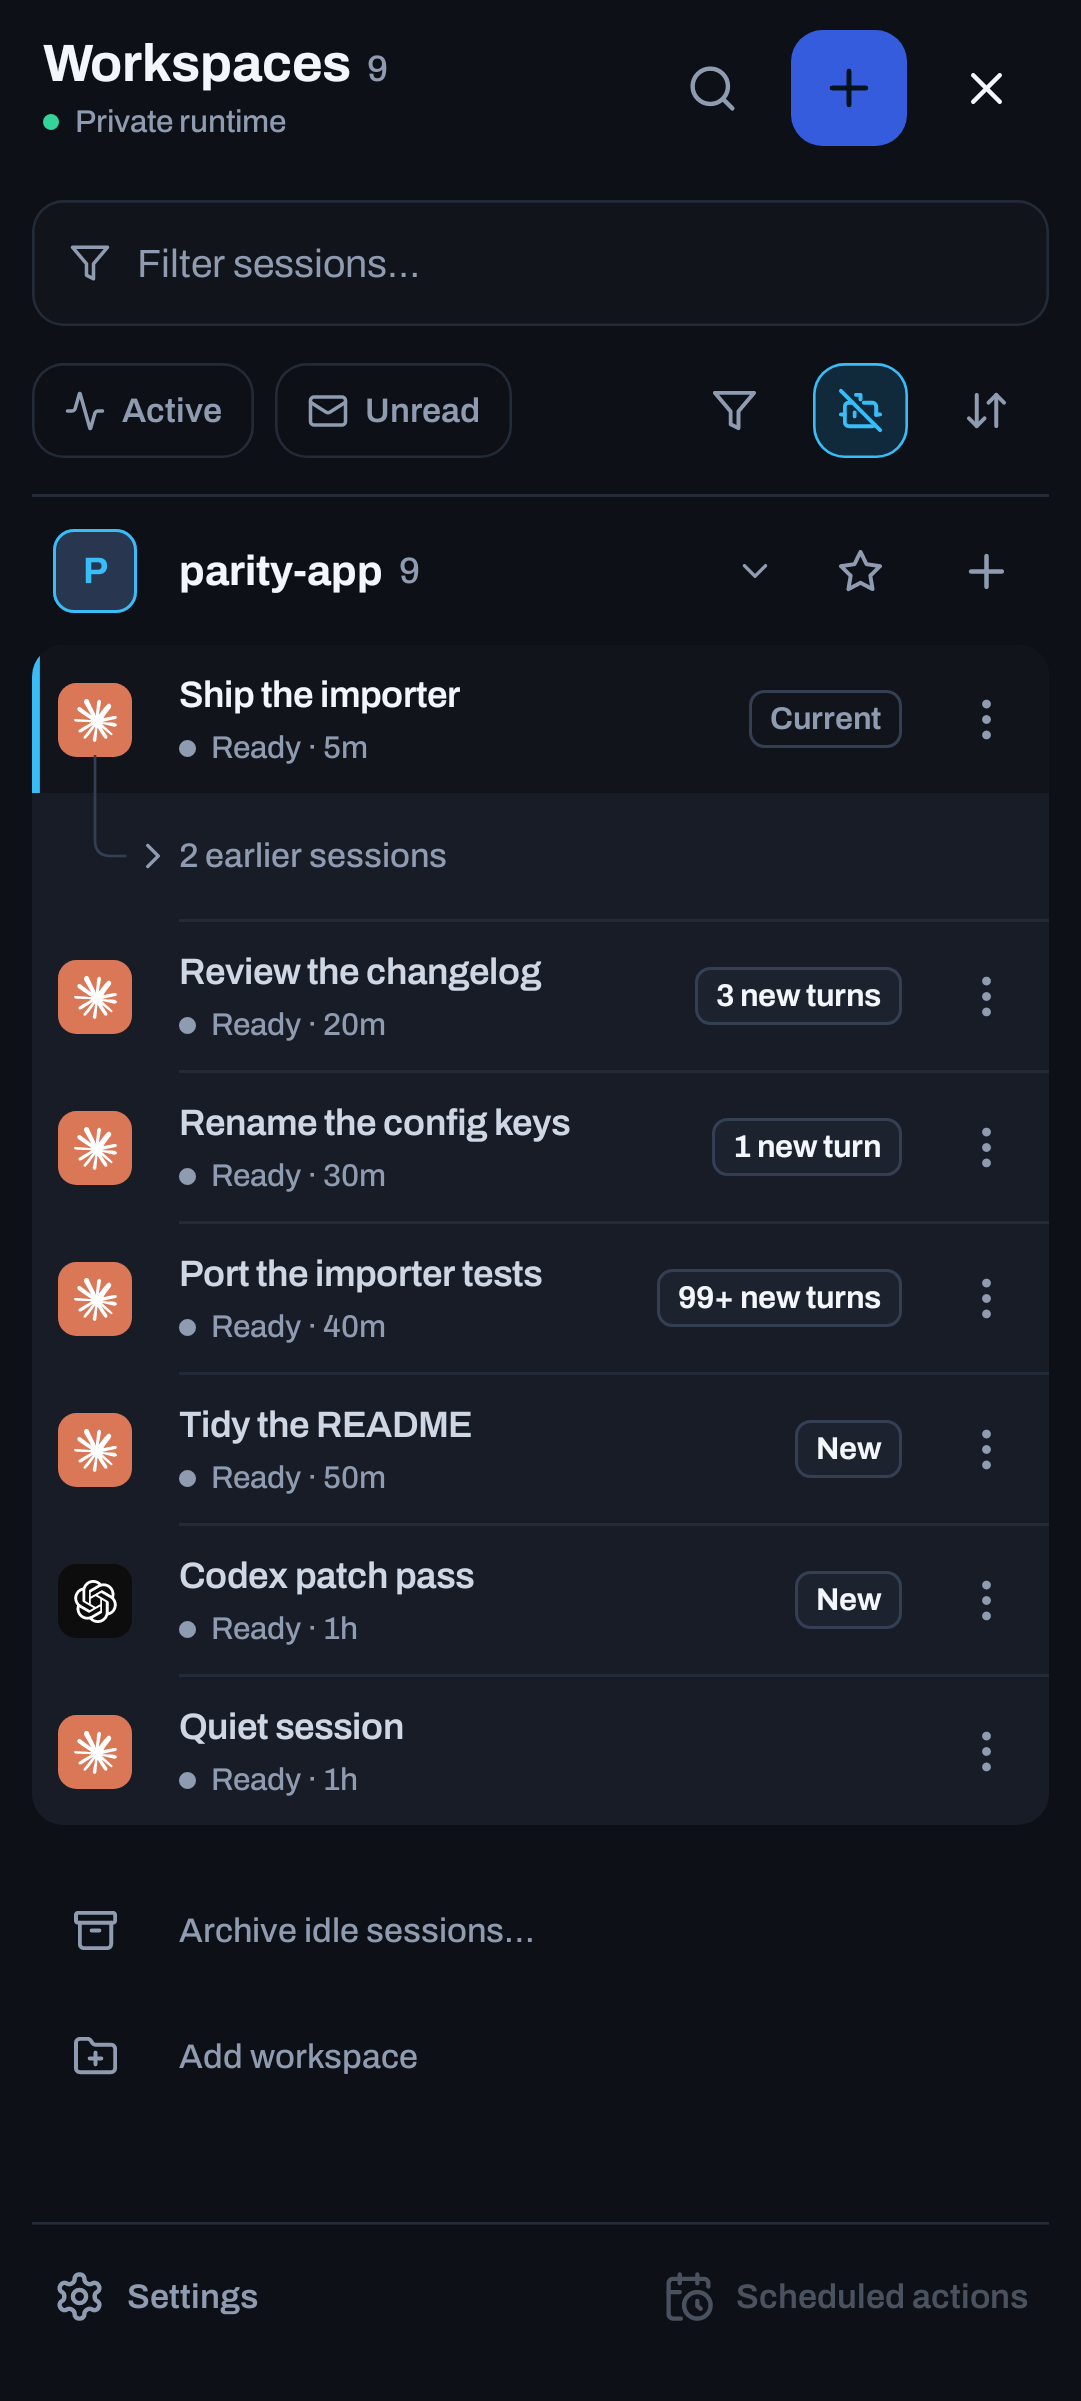 Workspaces 9
Private runtime
Filter sessions...
Active
Unread
P
parity-app 9
Ship the importer
Ready · 5m
Current
2 earlier sessions
Review the changelog
Ready · 20m
3 new turns
Rename the config keys
Ready · 30m
1 new turn
Port the importer tests
Ready · 40m
99+ new turns
Tidy the README
Ready · 50m
New
Codex patch pass
Ready · 1h
New
Quiet session
Ready · 1h
Archive idle sessions...
Add workspace
Settings
Scheduled actions